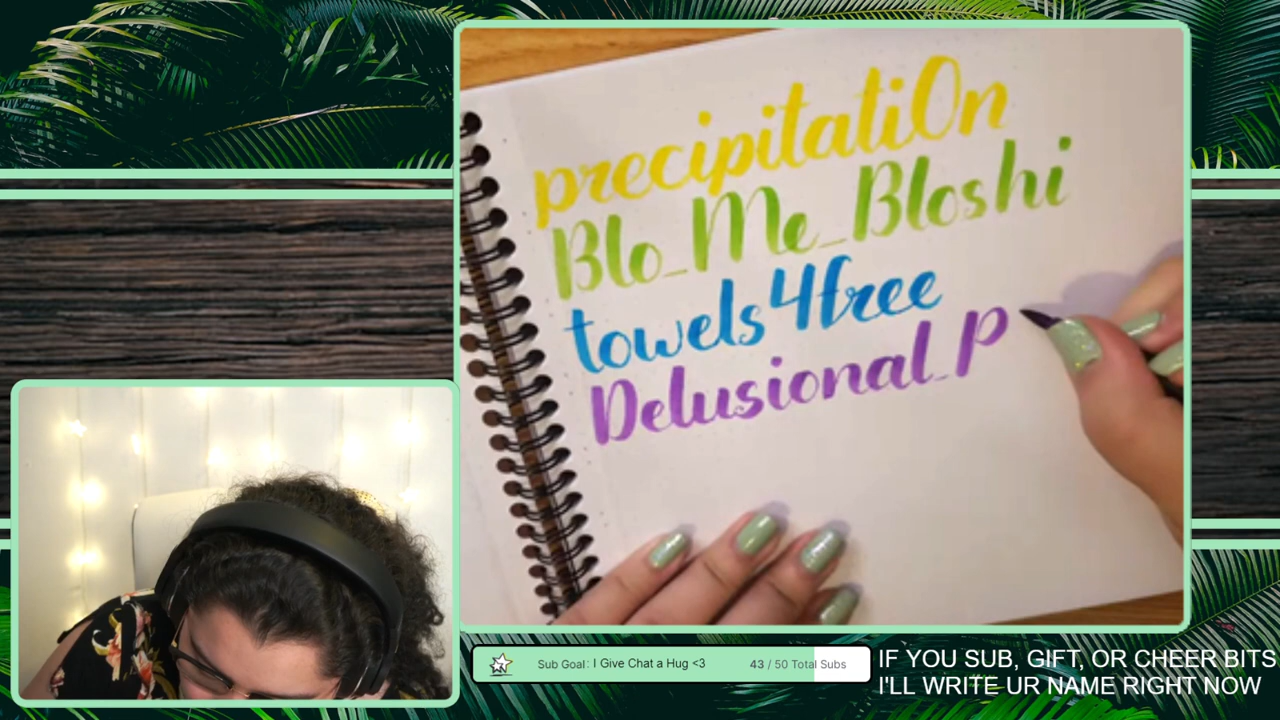 precipitatiOn
Blo_Me_Bloshi
towels4free
Delusional_P
Sub Goal: I Give Chat a Hug <3 43 / 50 Total Subs
IF YOU SUB, GIFT, OR CHEER BITS
I'LL WRITE UR NAME RIGHT NOW